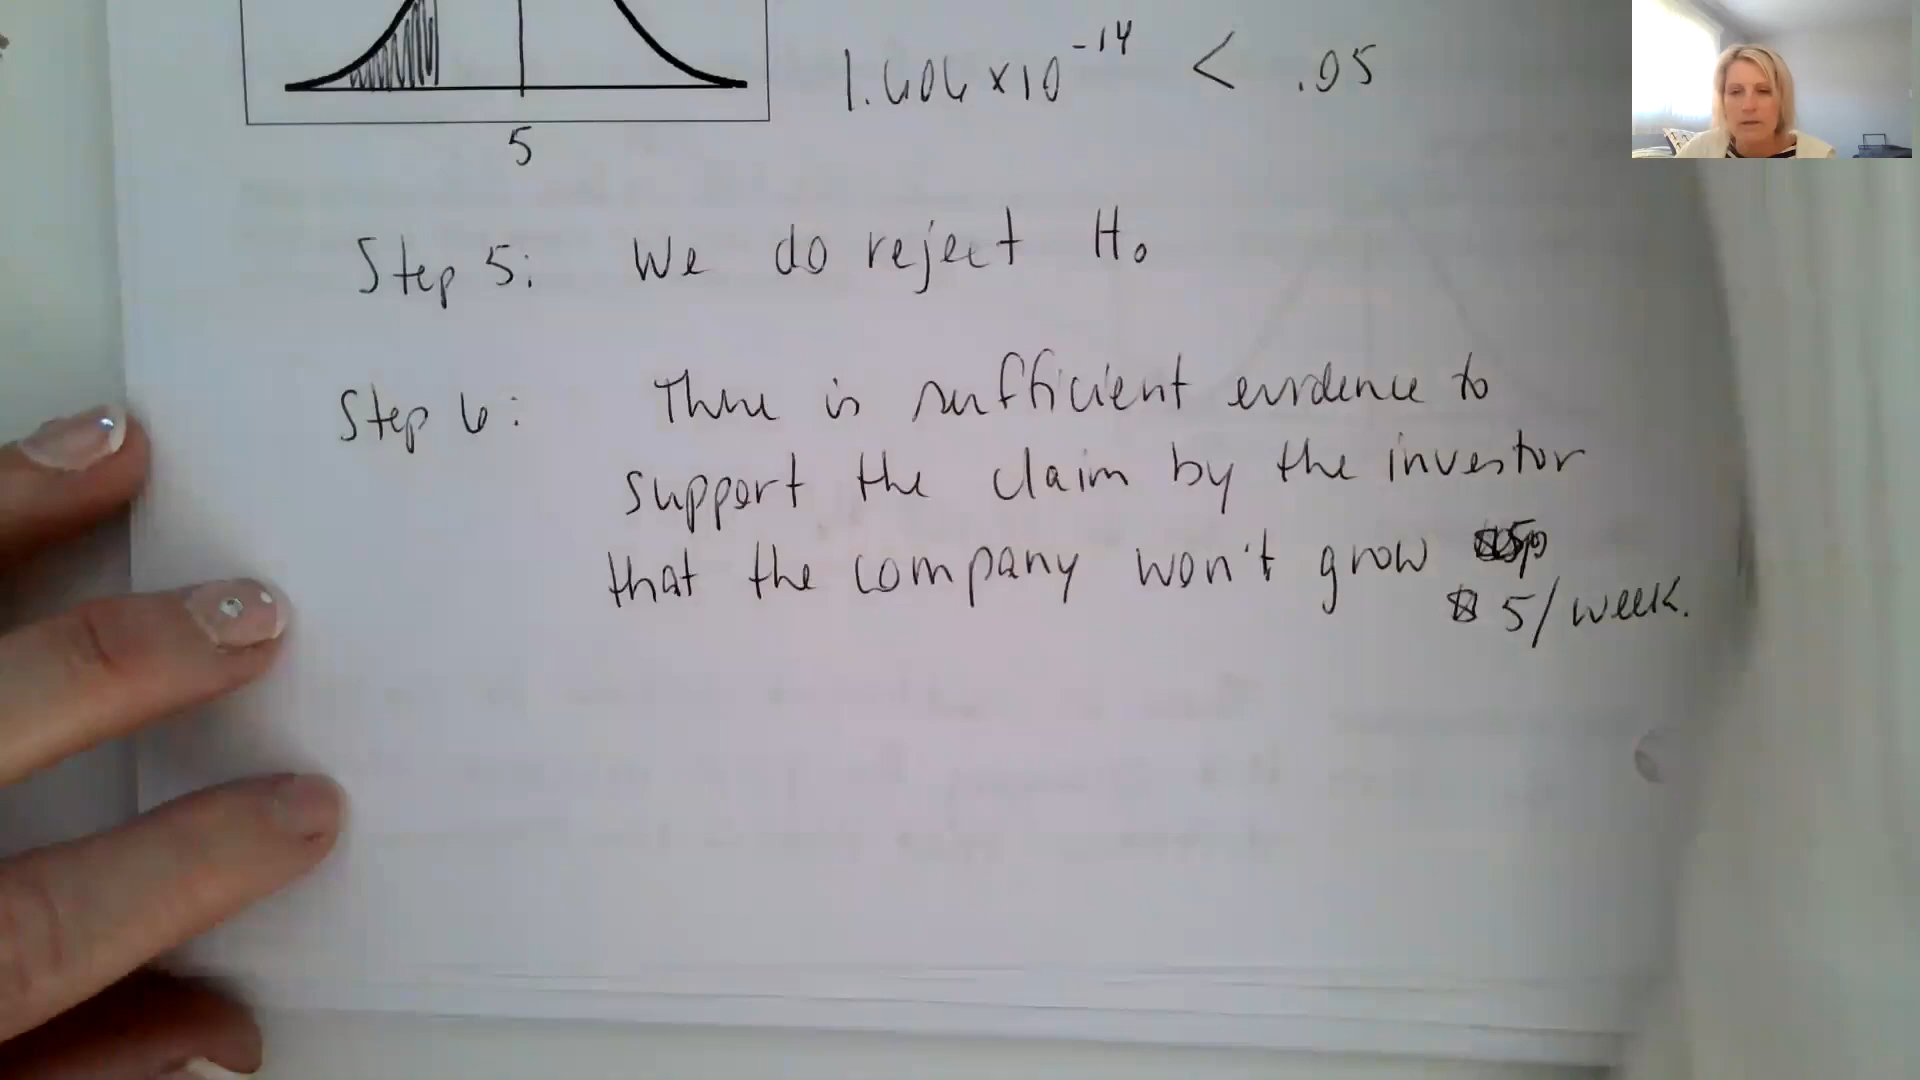 1.606 x 10^-14 < .05
5
Step 5: We do reject H₀
Step 6: There is sufficient evidence to
support the claim by the investor
that the company won't grow
$5/week.